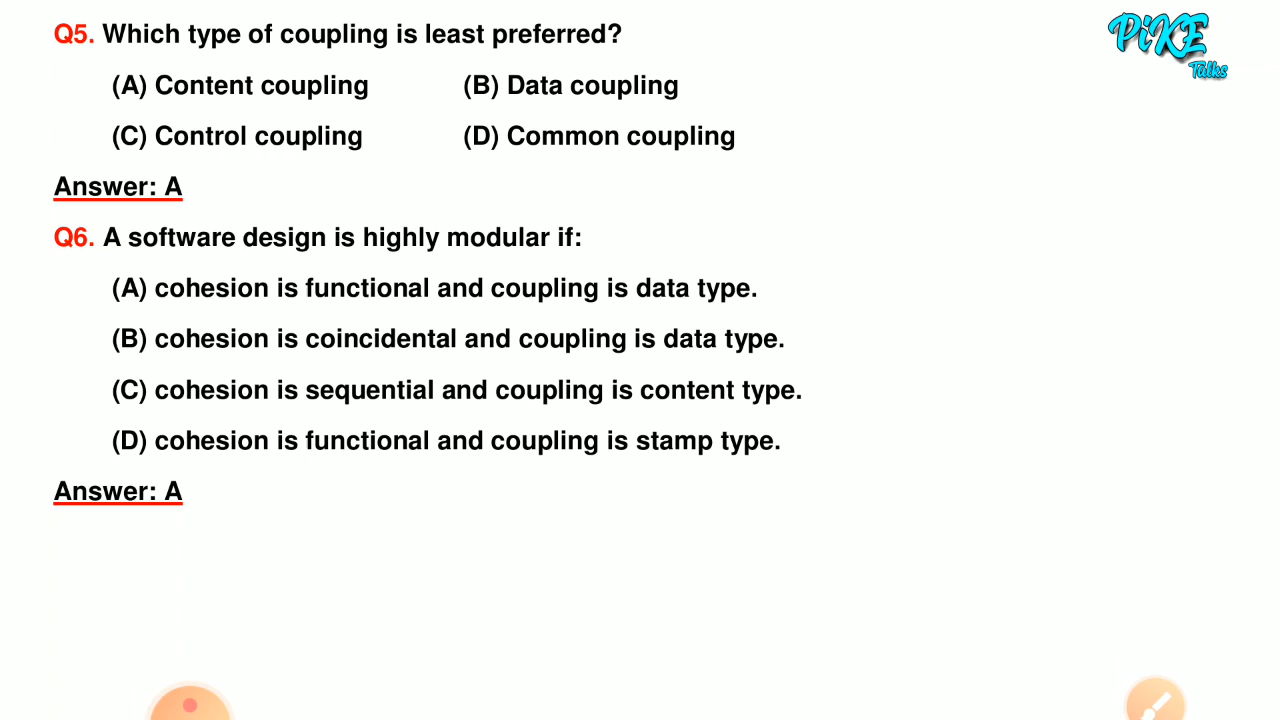 Q5. Which type of coupling is least preferred?
(A) Content coupling (B) Data coupling
(C) Control coupling (D) Common coupling
Answer: A
Q6. A software design is highly modular if:
(A) cohesion is functional and coupling is data type.
(B) cohesion is coincidental and coupling is data type.
(C) cohesion is sequential and coupling is content type.
(D) cohesion is functional and coupling is stamp type.
Answer: A
PiKE
Talks